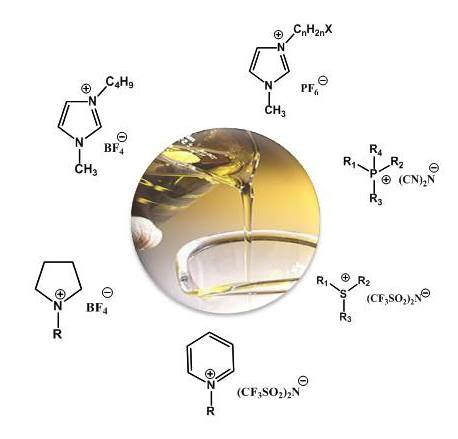 CnH2nX
N⊕
N
CH3
PF6⊖
C4H9
N⊕
N
CH3
BF4⊖
R4
R1 P⊕ R2
R3
(CN)2N⊖
R1 S⊕ R2
R3
(CF3SO2)2N⊖
N⊕
R
BF4⊖
N⊕
R
(CF3SO2)2N⊖